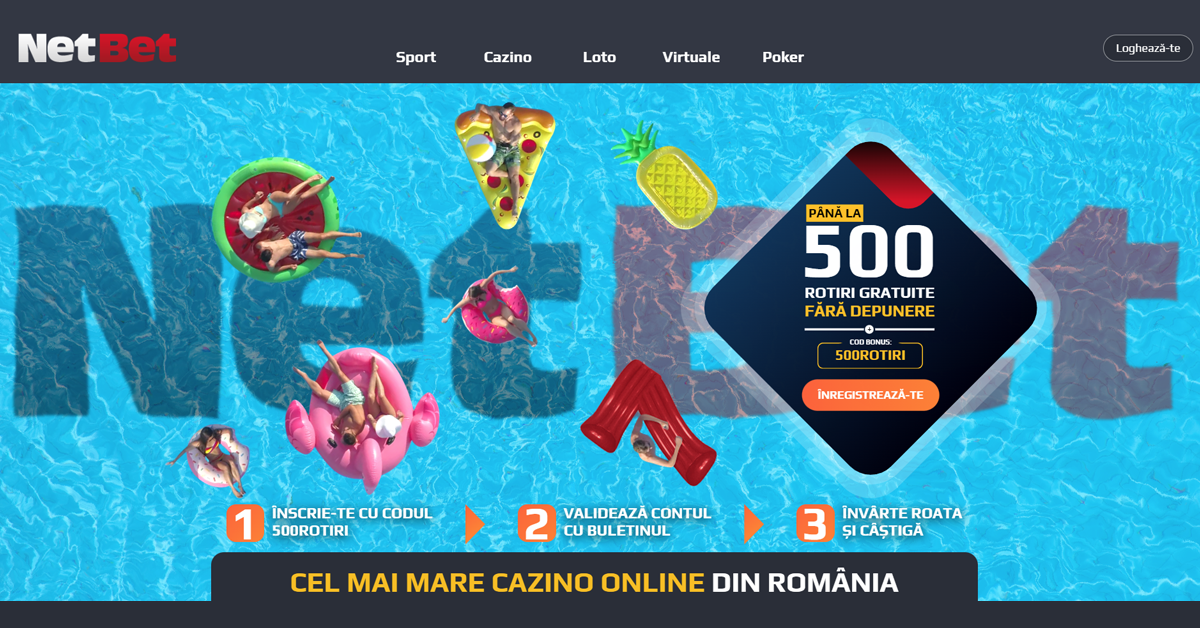 NetBet
Sport Cazino Loto Virtuale Poker
Loghează-te
NetBet
PÂNĂ LA
500
ROTIRI GRATUITE
FĂRĂ DEPUNERE
COD BONUS:
500ROTIRI
ÎNREGISTREAZĂ-TE
1 ÎNSCRIE-TE CU CODUL
500ROTIRI
2 VALIDEAZĂ CONTUL
CU BULETINUL
3 ÎNVÂRTE ROATA
ȘI CÂȘTIGĂ
CEL MAI MARE CAZINO ONLINE DIN ROMÂNIA